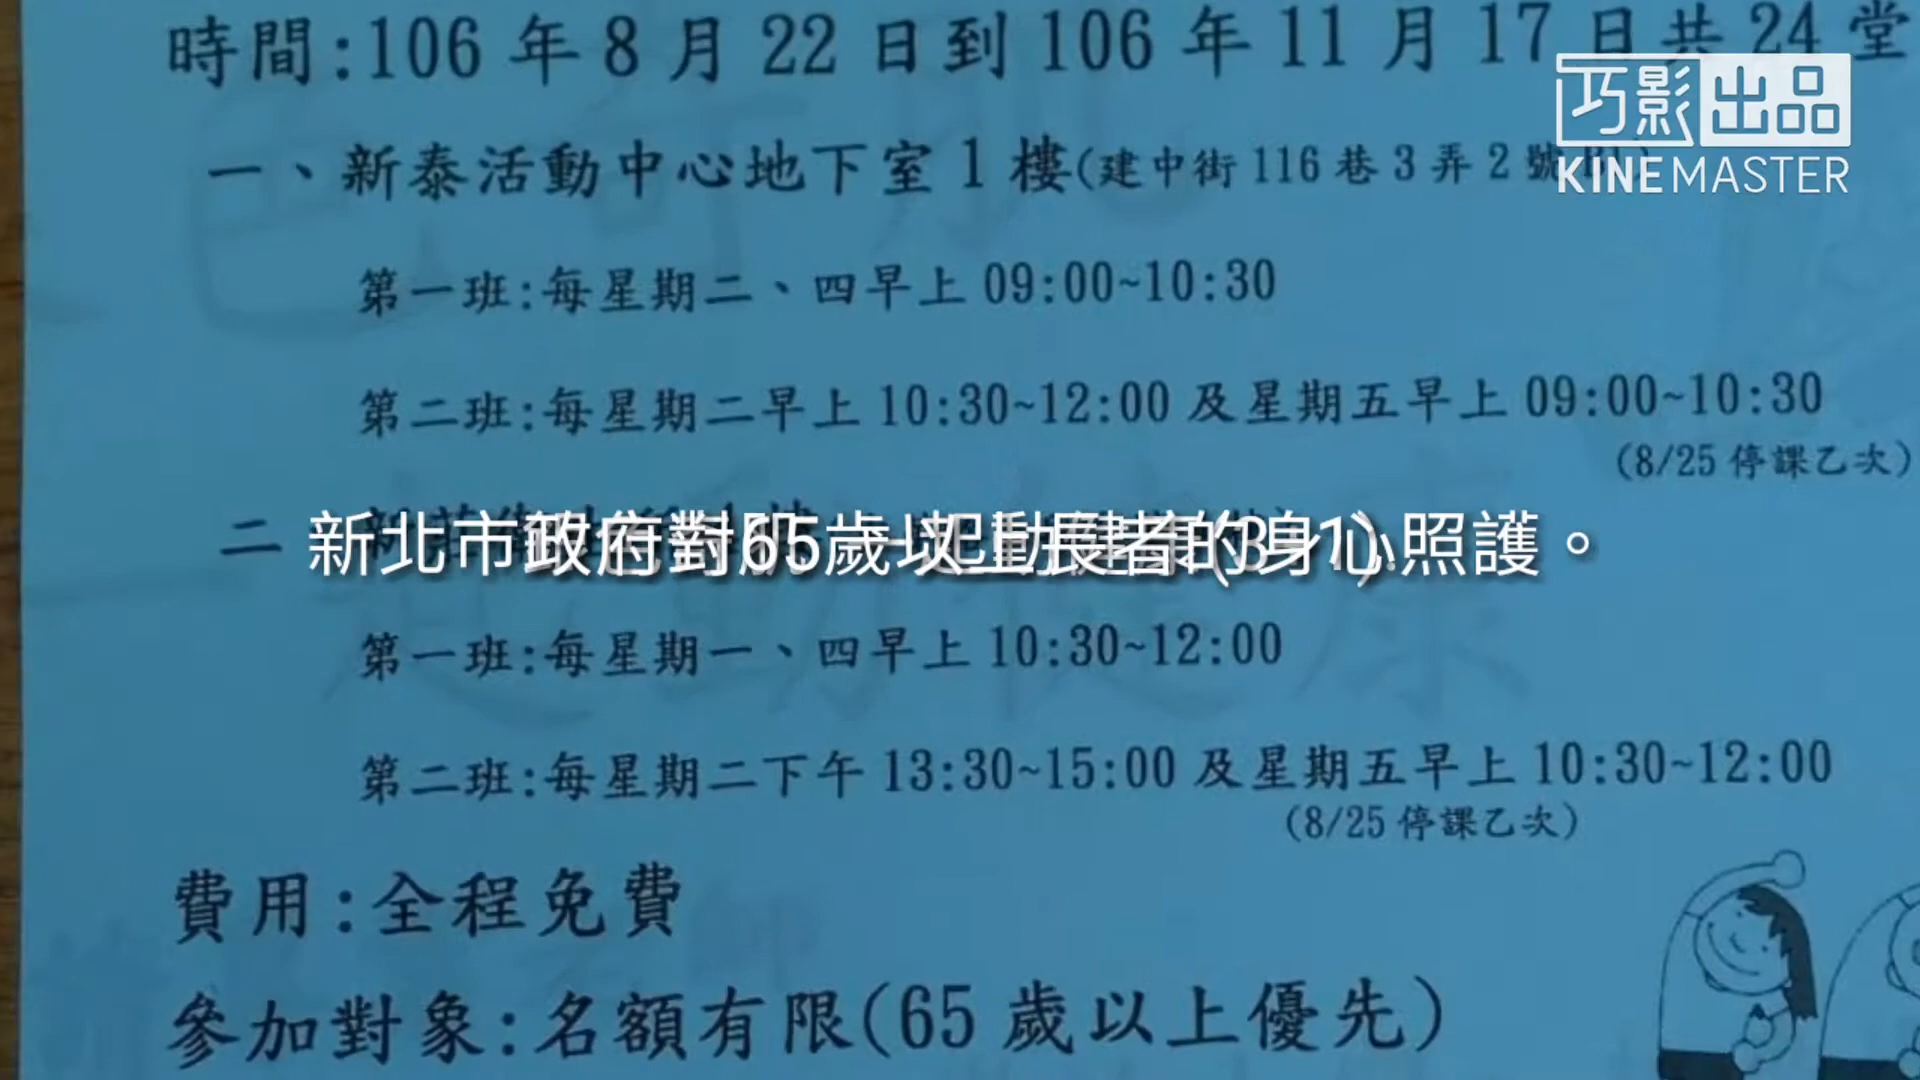 時間:106年8月22日到106年11月17日共24堂
巧影出品
KINEMASTER
一、新泰活動中心地下室1樓(建中街116巷3弄2號
第一班:每星期二、四早上09:00~10:30
第二班:每星期二早上10:30~12:00及星期五早上09:00~10:30
(8/25停課乙次)
二
新北市政府對65歲以上長者的身心照護。
第一班:每星期一、四早上10:30~12:00
第二班:每星期二下午13:30~15:00及星期五早上10:30~12:00
(8/25停課乙次)
費用:全程免費
參加對象:名額有限(65歲以上優先)